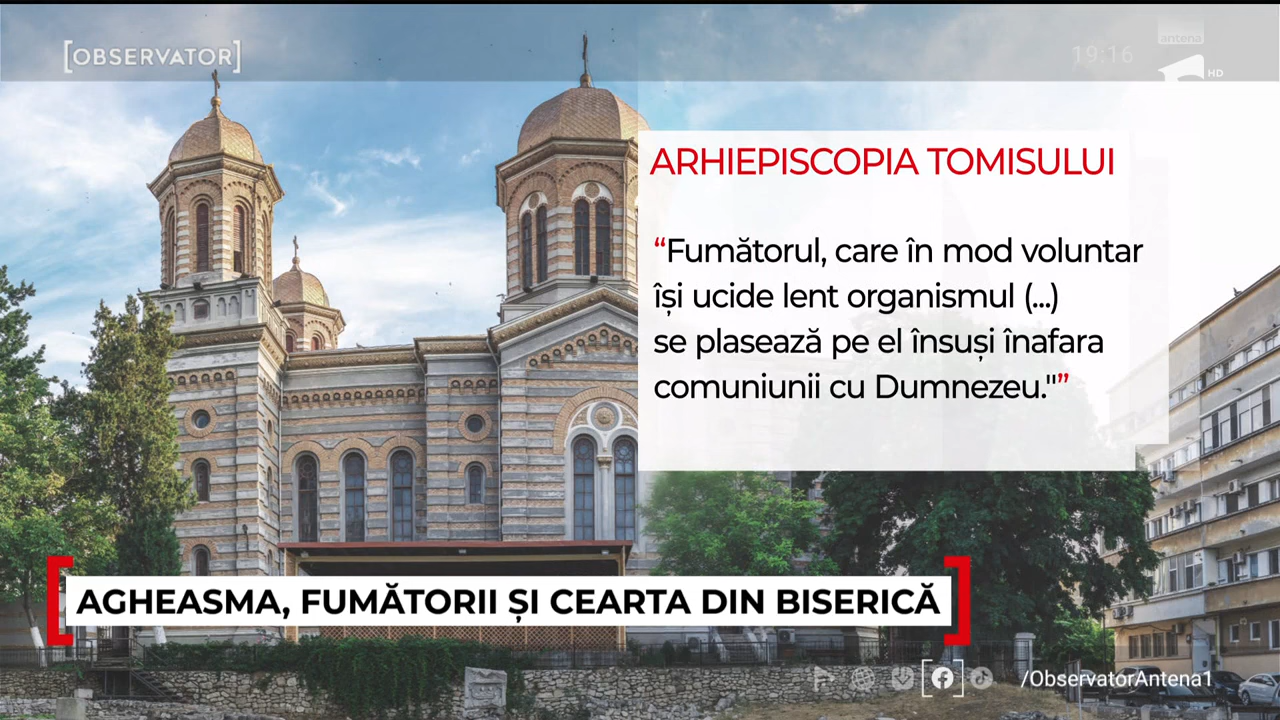 [OBSERVATOR]
antena
19:16
HD
ARHIEPISCOPIA TOMISULUI
“Fumătorul, care în mod voluntar
își ucide lent organismul (...)
se plasează pe el însuși înafara
comuniunii cu Dumnezeu."”
AGHEASMA, FUMĂTORII ȘI CEARTA DIN BISERICĂ
/ObservatorAntena1